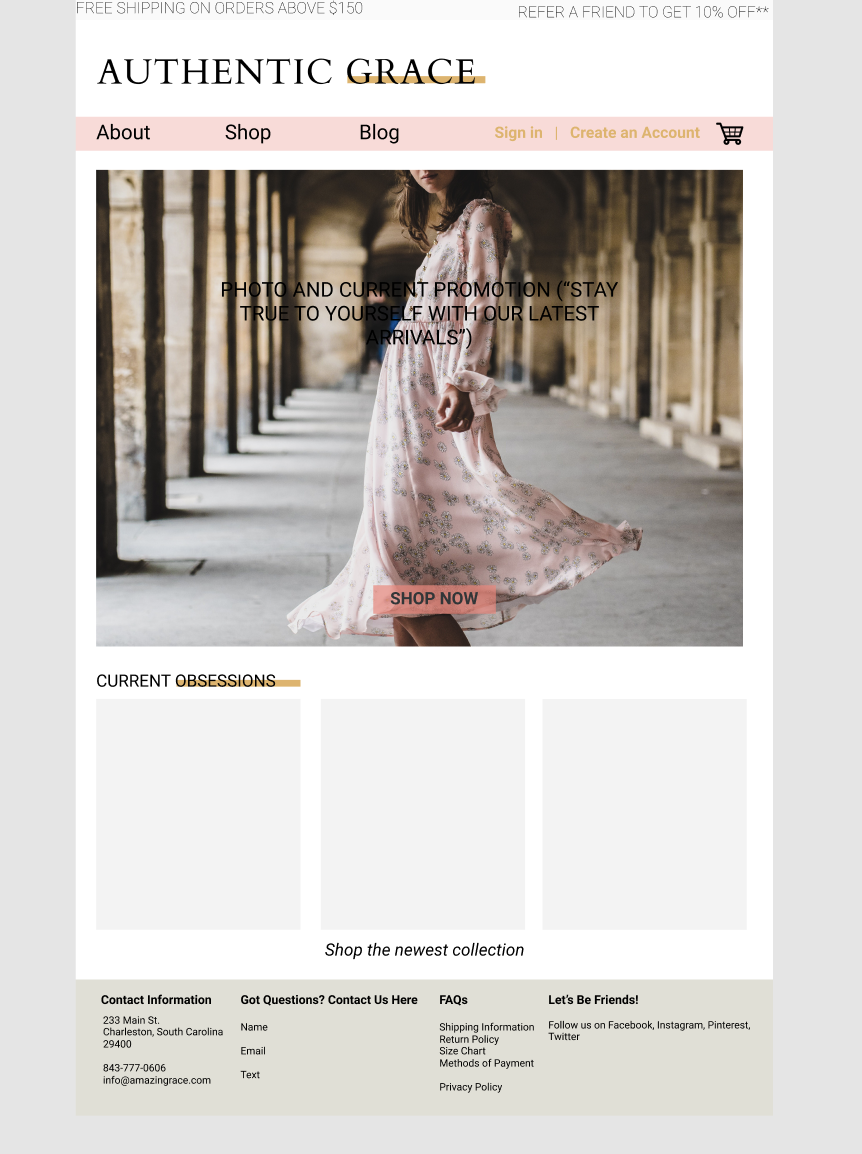 FREE SHIPPING ON ORDERS ABOVE $150
REFER A FRIEND TO GET 10% OFF**
AUTHENTIC GRACE
About Shop Blog Sign in | Create an Account
PHOTO AND CURRENT PROMOTION (“STAY
TRUE TO YOURSELF WITH OUR LATEST
ARRIVALS”)
SHOP NOW
CURRENT OBSESSIONS
Shop the newest collection
Contact Information
233 Main St.
Charleston, South Carolina
29400
843-777-0606
info@amazingrace.com
Got Questions? Contact Us Here
Name
Email
Text
FAQs
Shipping Information
Return Policy
Size Chart
Methods of Payment
Privacy Policy
Let’s Be Friends!
Follow us on Facebook, Instagram, Pinterest,
Twitter